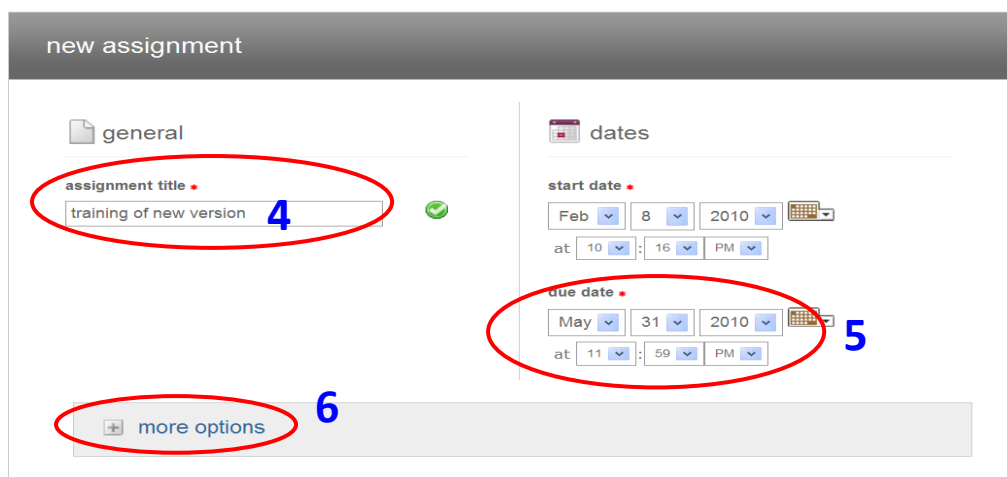 new assignment
general
assignment title *
training of new version
4
dates
start date *
Feb 8 2010
at 10 : 16 PM
due date *
May 31 2010
at 11 : 59 PM
5
6
more options